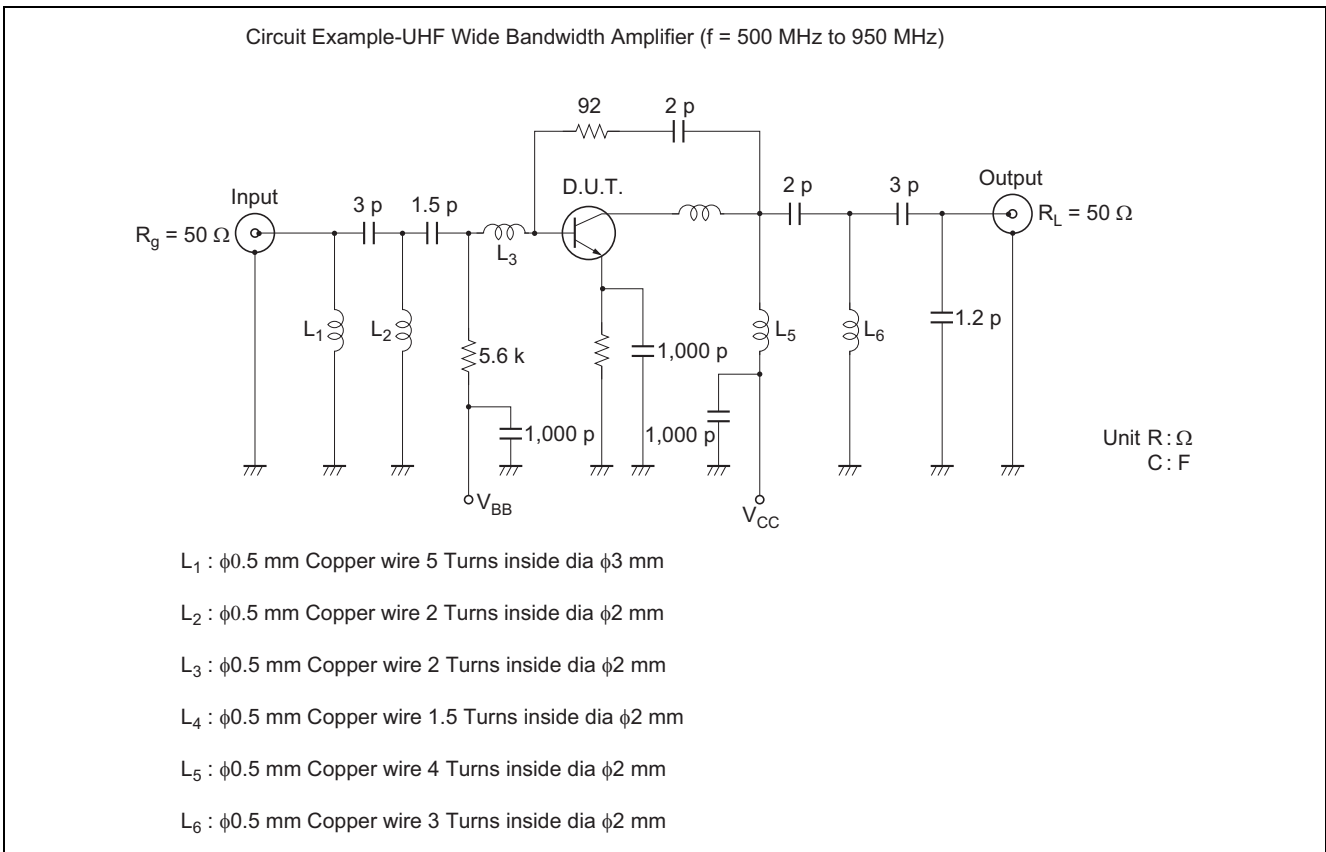 Circuit Example-UHF Wide Bandwidth Amplifier (f = 500 MHz to 950 MHz)
92
2 p
Input
D.U.T.
2 p
3 p
Output
3 p
1.5 p
R_g = 50 Ω
R_L = 50 Ω
L_3
L_1
L_2
5.6 k
1,000 p
L_5
L_6
1.2 p
1,000 p
1,000 p
Unit R : Ω
C : F
V_BB
V_CC
L_1 : ϕ0.5 mm Copper wire 5 Turns inside dia ϕ3 mm
L_2 : ϕ0.5 mm Copper wire 2 Turns inside dia ϕ2 mm
L_3 : ϕ0.5 mm Copper wire 2 Turns inside dia ϕ2 mm
L_4 : ϕ0.5 mm Copper wire 1.5 Turns inside dia ϕ2 mm
L_5 : ϕ0.5 mm Copper wire 4 Turns inside dia ϕ2 mm
L_6 : ϕ0.5 mm Copper wire 3 Turns inside dia ϕ2 mm